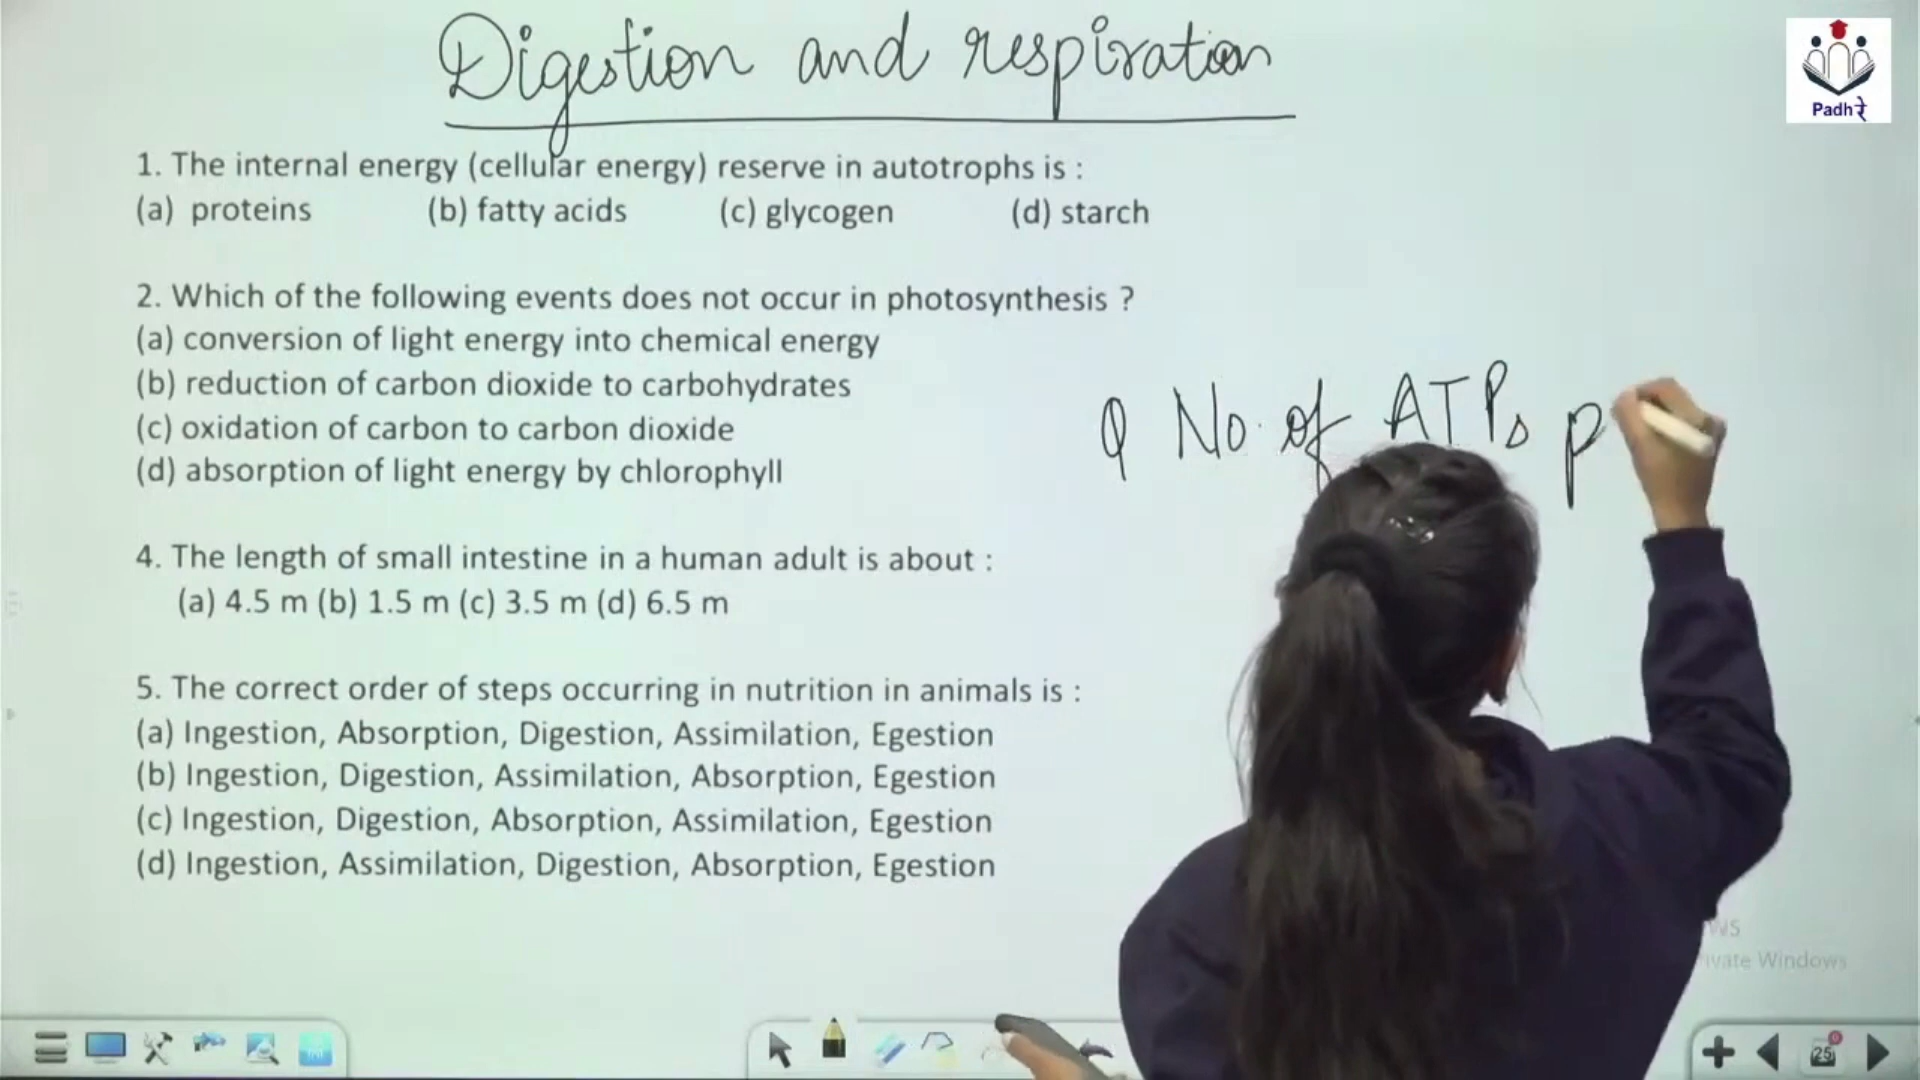 Digestion and respiration
Padhरे
1. The internal energy (cellular energy) reserve in autotrophs is :
(a) proteins (b) fatty acids (c) glycogen (d) starch
2. Which of the following events does not occur in photosynthesis ?
(a) conversion of light energy into chemical energy
(b) reduction of carbon dioxide to carbohydrates
(c) oxidation of carbon to carbon dioxide
(d) absorption of light energy by chlorophyll
Q No. of ATPs p
4. The length of small intestine in a human adult is about :
(a) 4.5 m (b) 1.5 m (c) 3.5 m (d) 6.5 m
5. The correct order of steps occurring in nutrition in animals is :
(a) Ingestion, Absorption, Digestion, Assimilation, Egestion
(b) Ingestion, Digestion, Assimilation, Absorption, Egestion
(c) Ingestion, Digestion, Absorption, Assimilation, Egestion
(d) Ingestion, Assimilation, Digestion, Absorption, Egestion
ws
ivate Windows
25